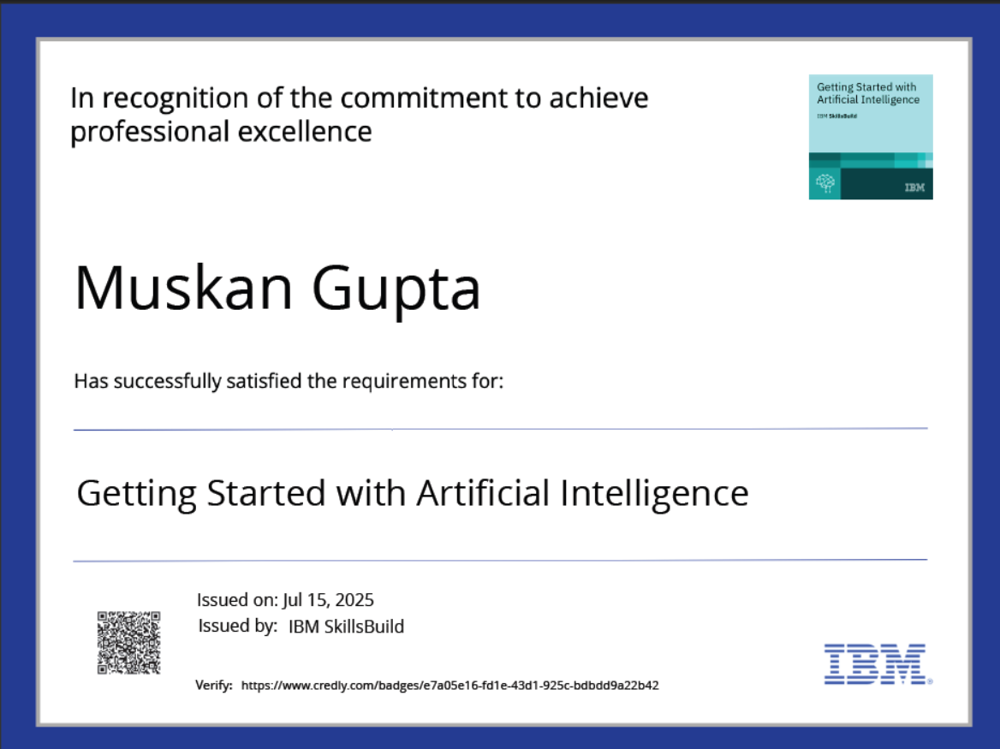 In recognition of the commitment to achieve
professional excellence
Getting Started with
Artificial Intelligence
IBM SkillsBuild
IBM
Muskan Gupta
Has successfully satisfied the requirements for:
Getting Started with Artificial Intelligence
Issued on: Jul 15, 2025
Issued by: IBM SkillsBuild
Verify: https://www.credly.com/badges/e7a05e16-fd1e-43d1-925c-bdbdd9a22b42
IBM®